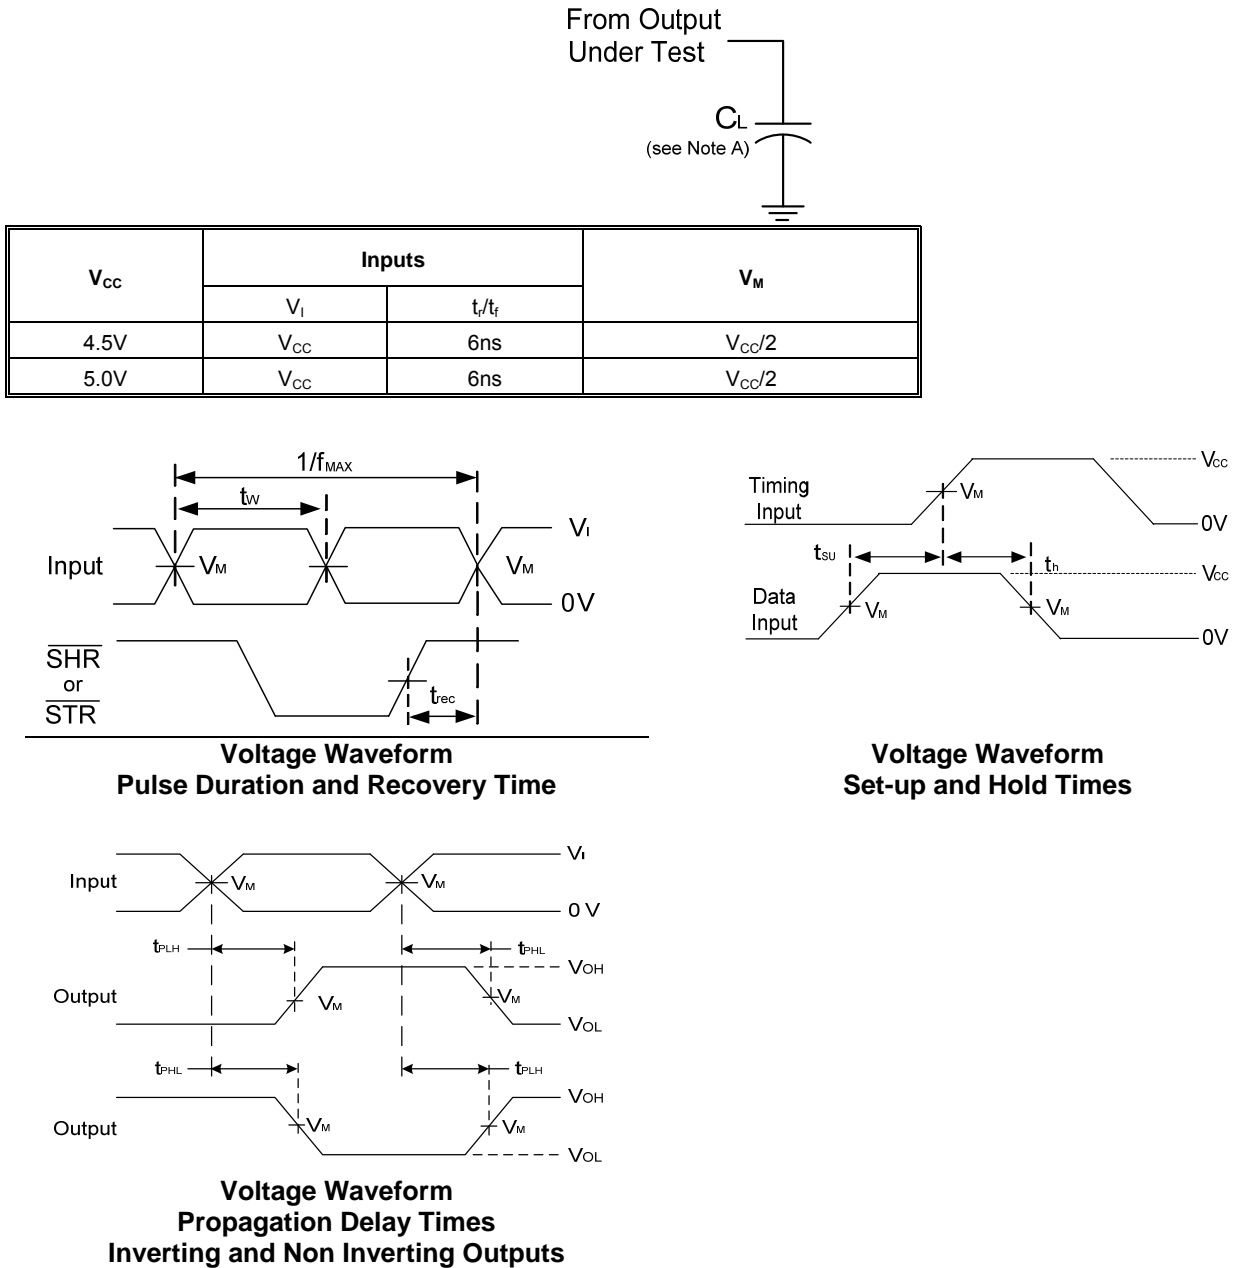 From Output
Under Test
CL
(see Note A)
VCC
Inputs
VM
VI
tr/tf
4.5V
VCC
6ns
VCC/2
5.0V
VCC
6ns
VCC/2
1/fMAX
tW
Input
VM
VM
VI
0V
SHR
or
STR
trec
Voltage Waveform
Pulse Duration and Recovery Time
Timing
Input
VM
VCC
0V
tSU
th
Data
Input
VM
VM
VCC
0V
Voltage Waveform
Set-up and Hold Times
Input
VM
VM
VI
0 V
tPLH
tPHL
Output
VM
VM
VOH
VOL
tPHL
tPLH
Output
VM
VM
VOH
VOL
Voltage Waveform
Propagation Delay Times
Inverting and Non Inverting Outputs